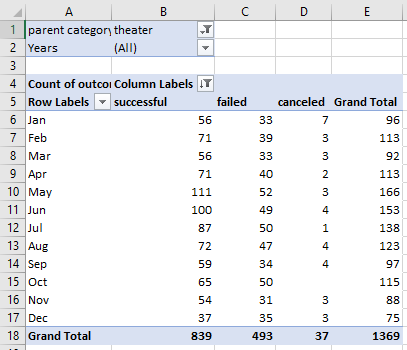 A B C D E
1 parent category theater
2 Years (All)
3
4 Count of outcor Column Labels
5 Row Labels successful failed canceled Grand Total
6 Jan 56 33 7 96
7 Feb 71 39 3 113
8 Mar 56 33 3 92
9 Apr 71 40 2 113
10 May 111 52 3 166
11 Jun 100 49 4 153
12 Jul 87 50 1 138
13 Aug 72 47 4 123
14 Sep 59 34 4 97
15 Oct 65 50 115
16 Nov 54 31 3 88
17 Dec 37 35 3 75
18 Grand Total 839 493 37 1369